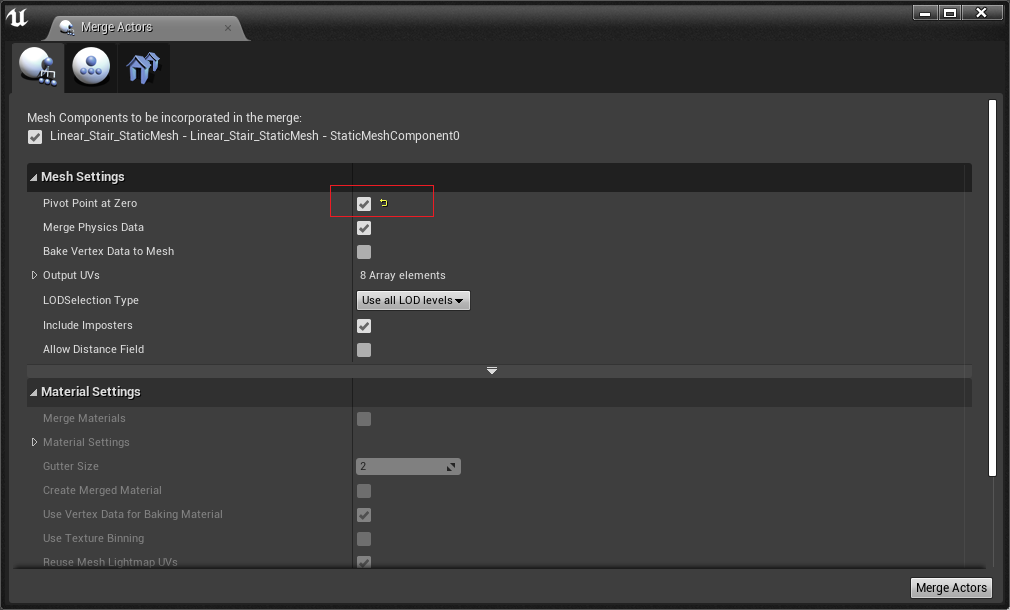 Merge Actors
Mesh Components to be incorporated in the merge:
Linear_Stair_StaticMesh - Linear_Stair_StaticMesh - StaticMeshComponent0
Mesh Settings
Pivot Point at Zero
Merge Physics Data
Bake Vertex Data to Mesh
Output UVs 8 Array elements
LODSelection Type Use all LOD levels
Include Imposters
Allow Distance Field
Material Settings
Merge Materials
Material Settings
Gutter Size 2
Create Merged Material
Use Vertex Data for Baking Material
Use Texture Binning
Reuse Mesh Lightmap UVs
Merge Actors